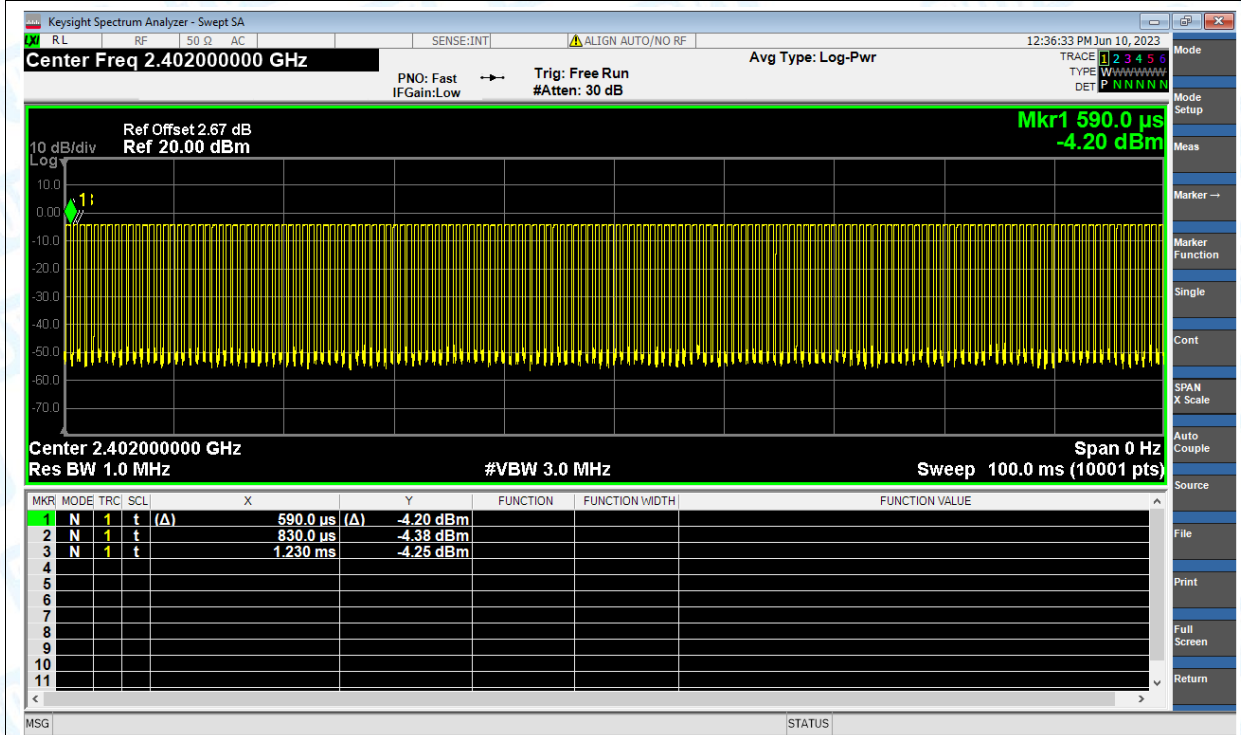 Keysight Spectrum Analyzer - Swept SA
LXI RL RF 50 Ω AC SENSE:INT ALIGN AUTO/NO RF 12:36:33 PM Jun 10, 2023
Center Freq 2.402000000 GHz
PNO: Fast
IFGain:Low
Trig: Free Run
#Atten: 30 dB
Avg Type: Log-Pwr
TRACE 1 2 3 4 5 6
TYPE WWWWWWW
DET P N N N N N
Ref Offset 2.67 dB
10 dB/div Ref 20.00 dBm
Log
Mkr1 590.0 µs
-4.20 dBm
10.0
0.00
-10.0
-20.0
-30.0
-40.0
-50.0
-60.0
-70.0
1
Center 2.402000000 GHz Span 0 Hz
Res BW 1.0 MHz #VBW 3.0 MHz Sweep 100.0 ms (10001 pts)
MKR MODE TRC SCL X Y FUNCTION FUNCTION WIDTH FUNCTION VALUE
1 N 1 t (Δ) 590.0 µs (Δ) -4.20 dBm
2 N 1 t 830.0 µs -4.38 dBm
3 N 1 t 1.230 ms -4.25 dBm
4
5
6
7
8
9
10
11
MSG STATUS
Mode
Mode
Setup
Meas
Marker →
Marker
Function
Single
Cont
SPAN
X Scale
Auto
Couple
Source
File
Print
Full
Screen
Return